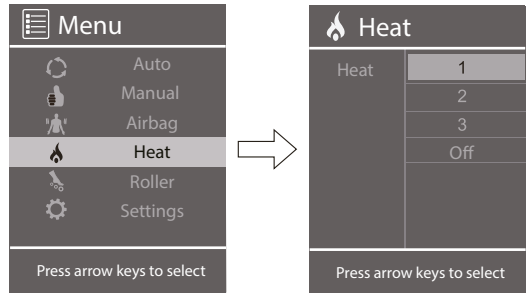 Menu
Auto
Manual
Airbag
Heat
Roller
Settings
Press arrow keys to select
Heat
Heat 1
2
3
Off
Press arrow keys to select